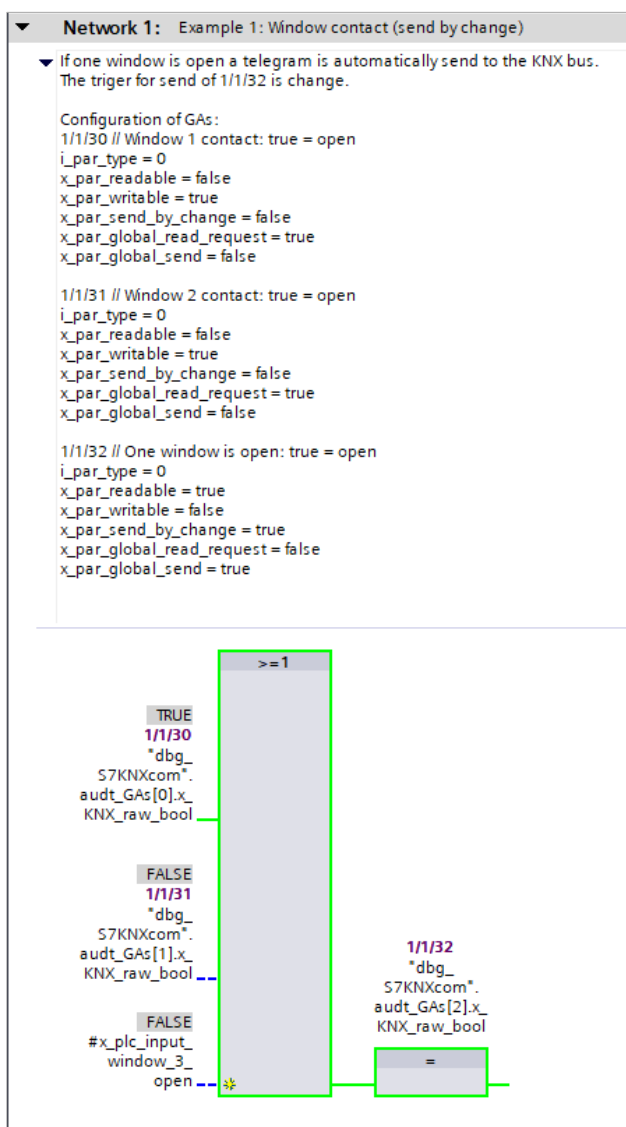 Network 1: Example 1: Window contact (send by change)
If one window is open a telegram is automatically send to the KNX bus.
The triger for send of 1/1/32 is change.
Configuration of GAs:
1/1/30 // Window 1 contact: true = open
i_par_type = 0
x_par_readable = false
x_par_writable = true
x_par_send_by_change = false
x_par_global_read_request = true
x_par_global_send = false
1/1/31 // Window 2 contact: true = open
i_par_type = 0
x_par_readable = false
x_par_writable = true
x_par_send_by_change = false
x_par_global_read_request = true
x_par_global_send = false
1/1/32 // One window is open: true = open
i_par_type = 0
x_par_readable = true
x_par_writable = false
x_par_send_by_change = true
x_par_global_read_request = false
x_par_global_send = true
>=1
TRUE
1/1/30
"dbg_
S7KNXcom".
audt_GAs[0].x_
KNX_raw_bool
FALSE
1/1/31
"dbg_
S7KNXcom".
audt_GAs[1].x_
KNX_raw_bool
FALSE
#x_plc_input_
window_3_
open
1/1/32
"dbg_
S7KNXcom".
audt_GAs[2].x_
KNX_raw_bool
=